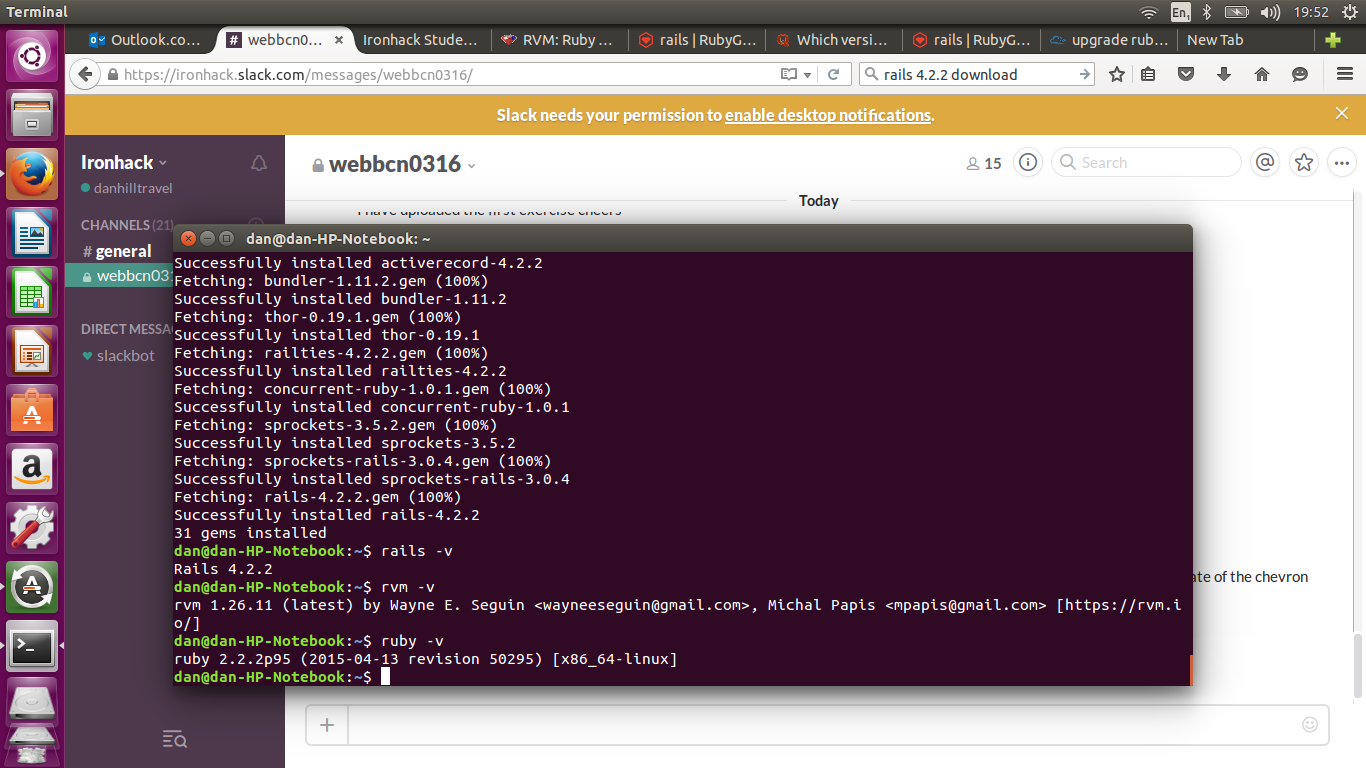 Terminal
En1
19:52
Outlook.co...
webbcn0...
Ironhack Stude...
RVM: Ruby ...
rails | RubyG...
Which versi...
rails | RubyG...
upgrade rub...
New Tab
https://ironhack.slack.com/messages/webbcn0316/
rails 4.2.2 download
Slack needs your permission to enable desktop notifications.
Ironhack
danhilltravel
CHANNELS (21)
# general
webbcn031
DIRECT MESSA
slackbot
webbcn0316
15
Search
Today
I have uploaded the first exercise cheers
dan@dan-HP-Notebook: ~
Successfully installed activerecord-4.2.2
Fetching: bundler-1.11.2.gem (100%)
Successfully installed bundler-1.11.2
Fetching: thor-0.19.1.gem (100%)
Successfully installed thor-0.19.1
Fetching: railties-4.2.2.gem (100%)
Successfully installed railties-4.2.2
Fetching: concurrent-ruby-1.0.1.gem (100%)
Successfully installed concurrent-ruby-1.0.1
Fetching: sprockets-3.5.2.gem (100%)
Successfully installed sprockets-3.5.2
Fetching: sprockets-rails-3.0.4.gem (100%)
Successfully installed sprockets-rails-3.0.4
Fetching: rails-4.2.2.gem (100%)
Successfully installed rails-4.2.2
31 gems installed
dan@dan-HP-Notebook:~$ rails -v
Rails 4.2.2
dan@dan-HP-Notebook:~$ rvm -v
rvm 1.26.11 (latest) by Wayne E. Seguin <wayneeseguin@gmail.com>, Michal Papis <mpapis@gmail.com> [https://rvm.i
o/]
dan@dan-HP-Notebook:~$ ruby -v
ruby 2.2.2p95 (2015-04-13 revision 50295) [x86_64-linux]
dan@dan-HP-Notebook:~$
ate of the chevron